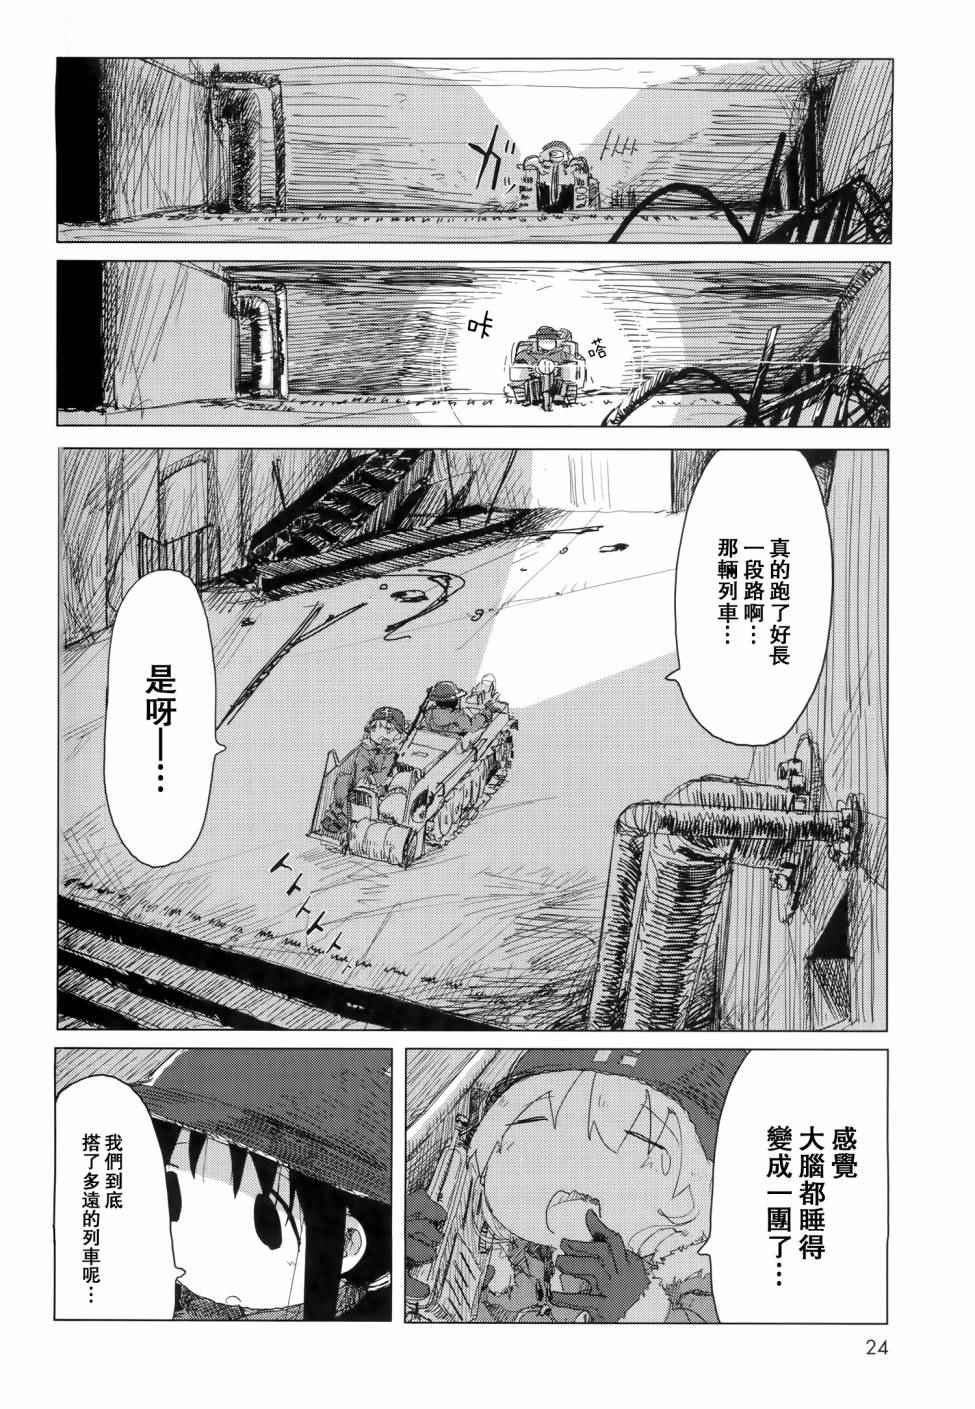 ガ
咔
嗒
真的跑了好長
一段路啊…
那輛列車…
是呀—…
トトトト
感覺
大腦都睡得
變成一團了…
我們到底
搭了多遠的列車呢…
24